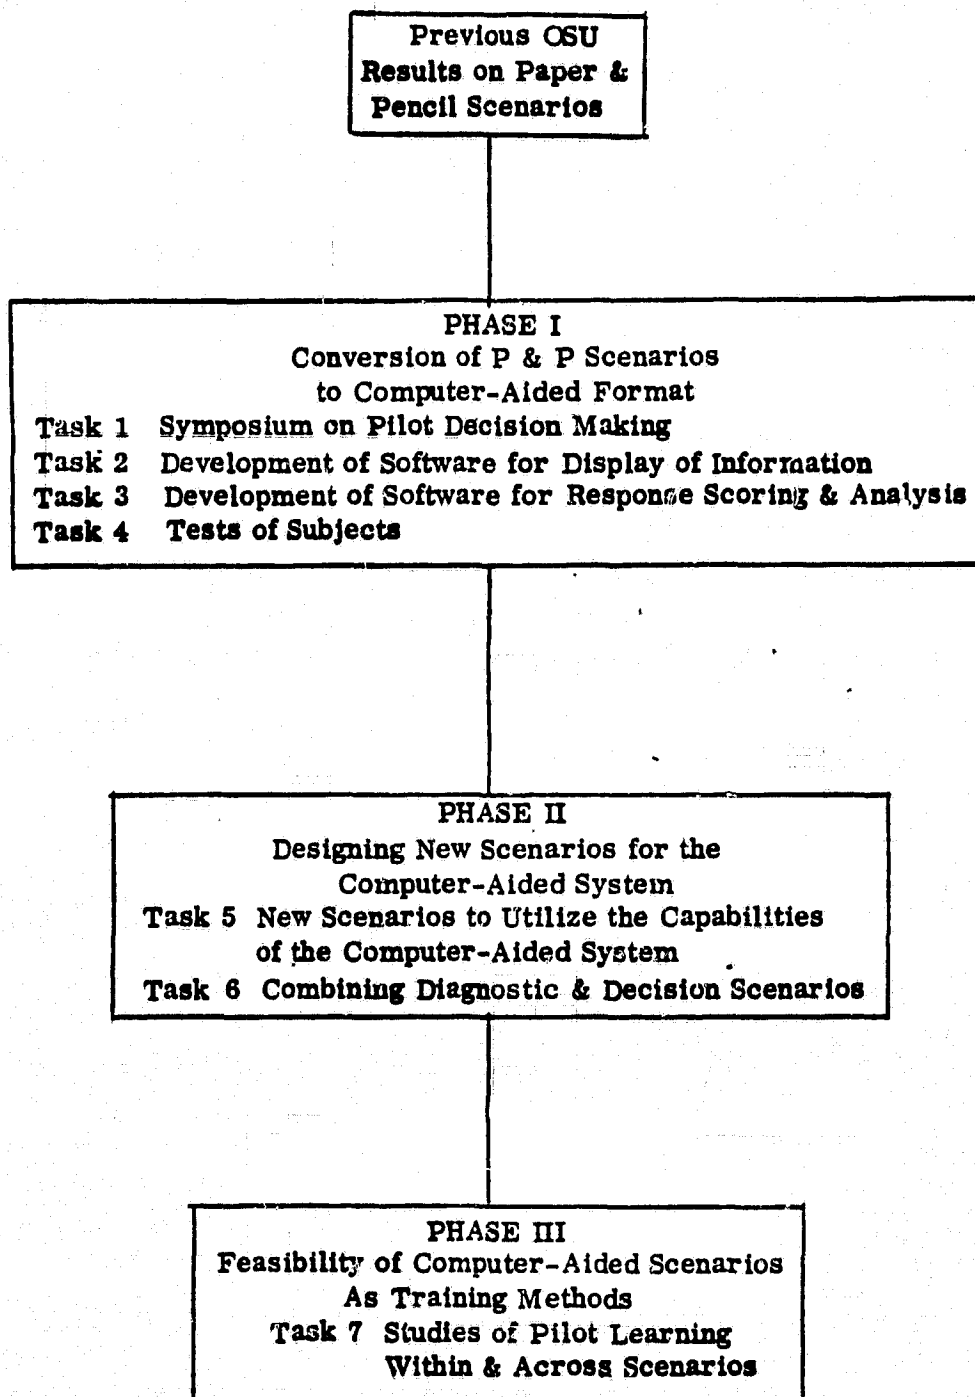 Previous OSU
Results on Paper &
Pencil Scenarios
PHASE I
Conversion of P & P Scenarios
to Computer-Aided Format
Task 1 Symposium on Pilot Decision Making
Task 2 Development of Software for Display of Information
Task 3 Development of Software for Response Scoring & Analysis
Task 4 Tests of Subjects
PHASE II
Designing New Scenarios for the
Computer-Aided System
Task 5 New Scenarios to Utilize the Capabilities
of the Computer-Aided System
Task 6 Combining Diagnostic & Decision Scenarios
PHASE III
Feasibility of Computer-Aided Scenarios
As Training Methods
Task 7 Studies of Pilot Learning
Within & Across Scenarios